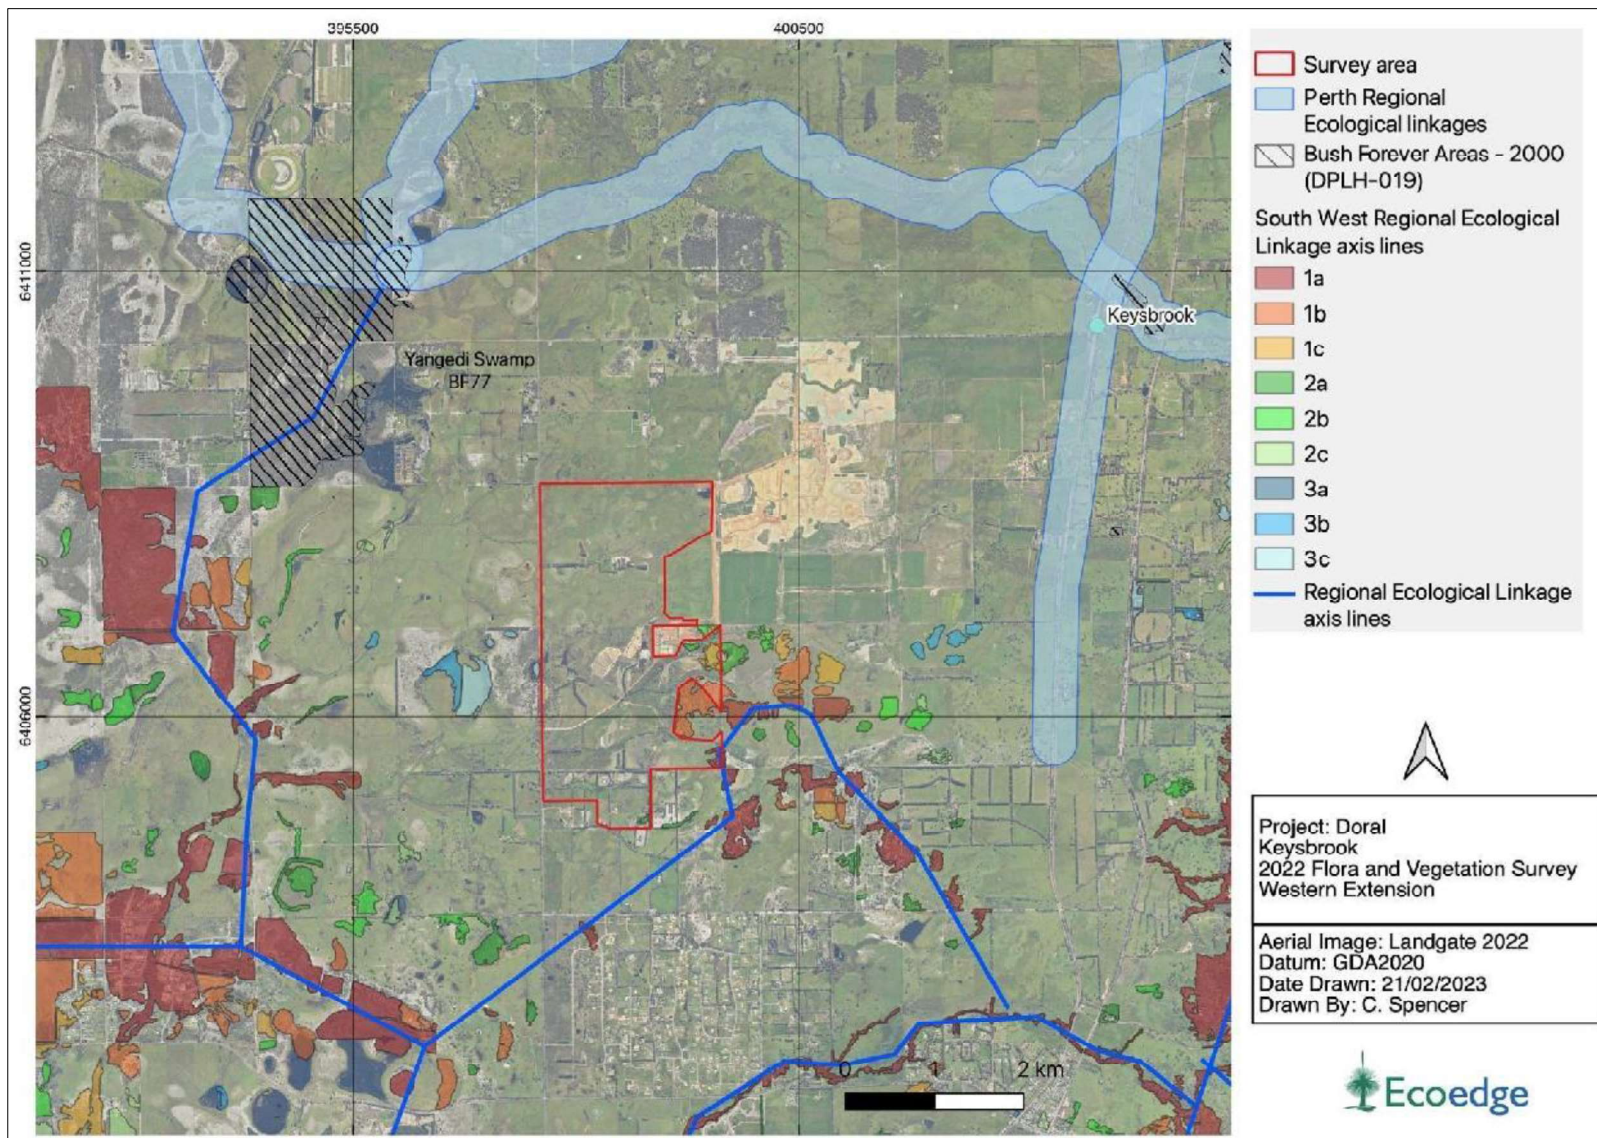 395500
400500
6411000
6406000
Yangedi Swamp
BF77
Keysbrook
0 1 2 km
Survey area
Perth Regional
Ecological linkages
Bush Forever Areas - 2000
(DPLH-019)
South West Regional Ecological
Linkage axis lines
1a
1b
1c
2a
2b
2c
3a
3b
3c
Regional Ecological Linkage
axis lines
Project: Doral
Keysbrook
2022 Flora and Vegetation Survey
Western Extension
Aerial Image: Landgate 2022
Datum: GDA2020
Date Drawn: 21/02/2023
Drawn By: C. Spencer
Ecoedge